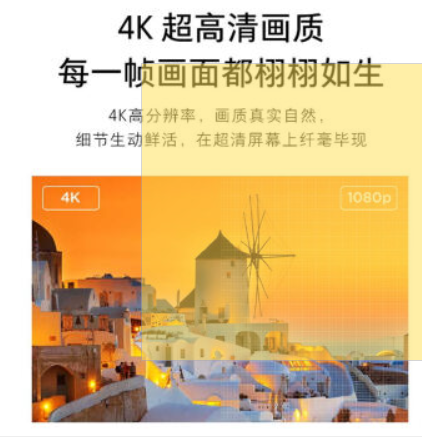 4K 超高清画质
每一帧画面都栩栩如生
4K高分辨率，画质真实自然，
细节生动鲜活，在超清屏幕上纤毫毕现
4K
1080p